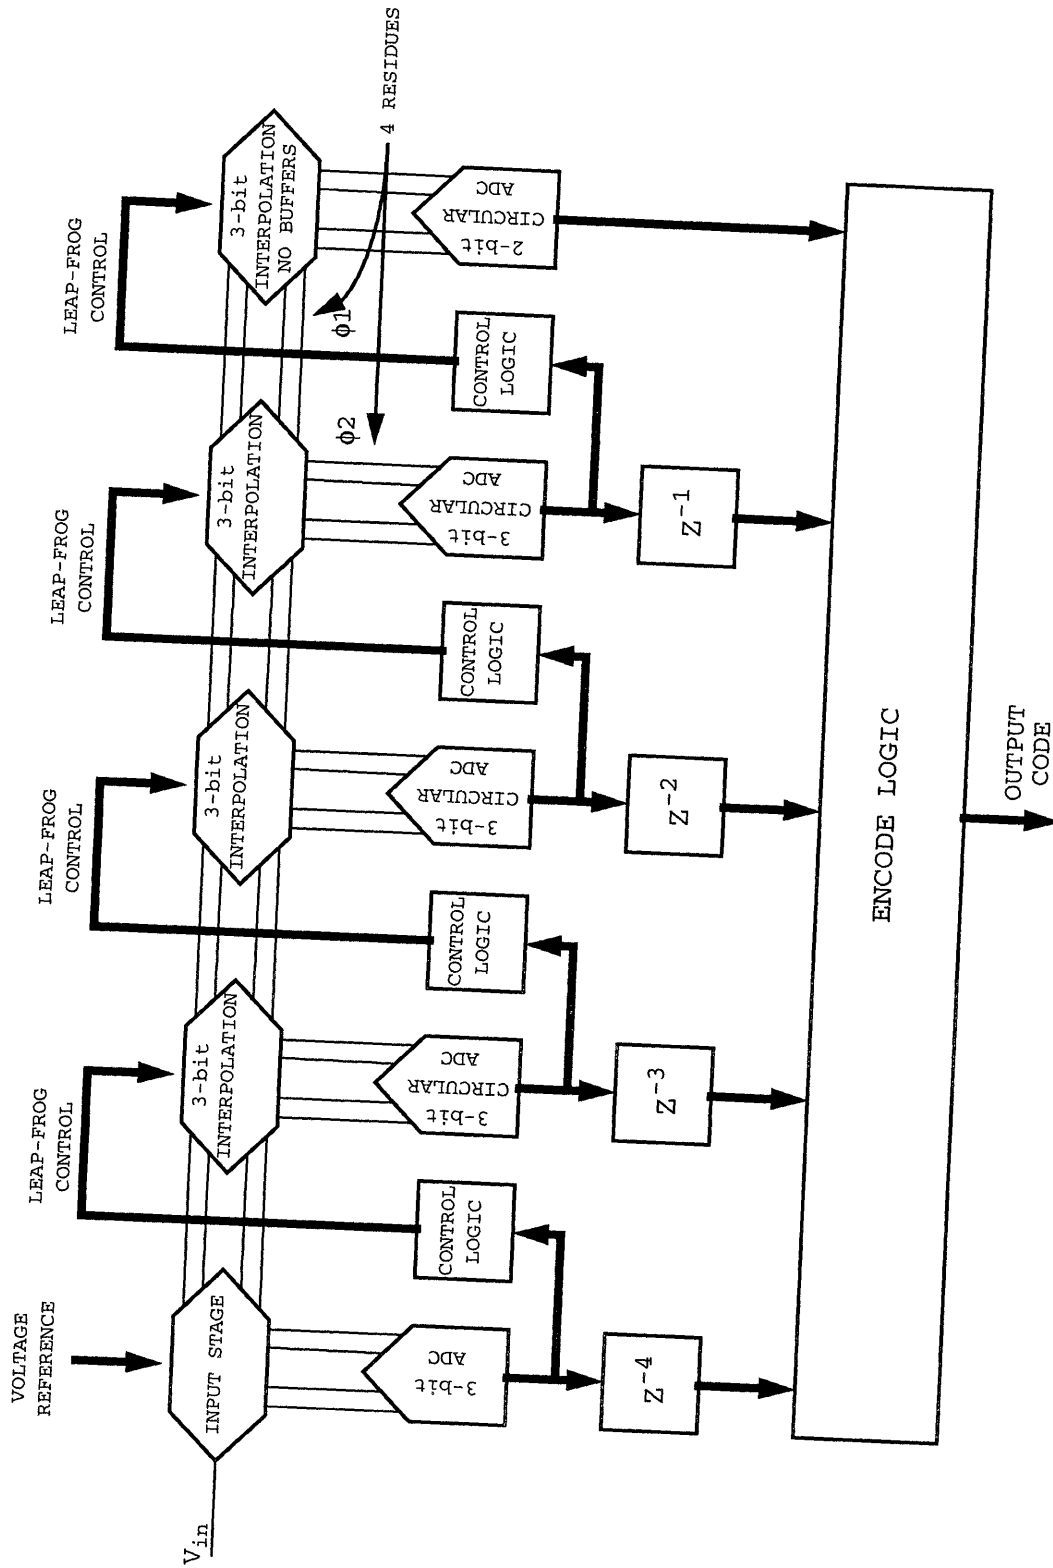 V_in
VOLTAGE
REFERENCE
INPUT STAGE
3-bit
ADC
CONTROL
LOGIC
Z^-4
LEAP-FROG
CONTROL
3-bit
INTERPOLATION
3-bit
CIRCULAR
ADC
CONTROL
LOGIC
Z^-3
LEAP-FROG
CONTROL
3-bit
INTERPOLATION
3-bit
CIRCULAR
ADC
CONTROL
LOGIC
Z^-2
LEAP-FROG
CONTROL
3-bit
INTERPOLATION
3-bit
CIRCULAR
ADC
CONTROL
LOGIC
Z^-1
LEAP-FROG
CONTROL
3-bit
INTERPOLATION
NO BUFFERS
2-bit
CIRCULAR
ADC
ϕ1
ϕ2
4 RESIDUES
ENCODE LOGIC
OUTPUT
CODE